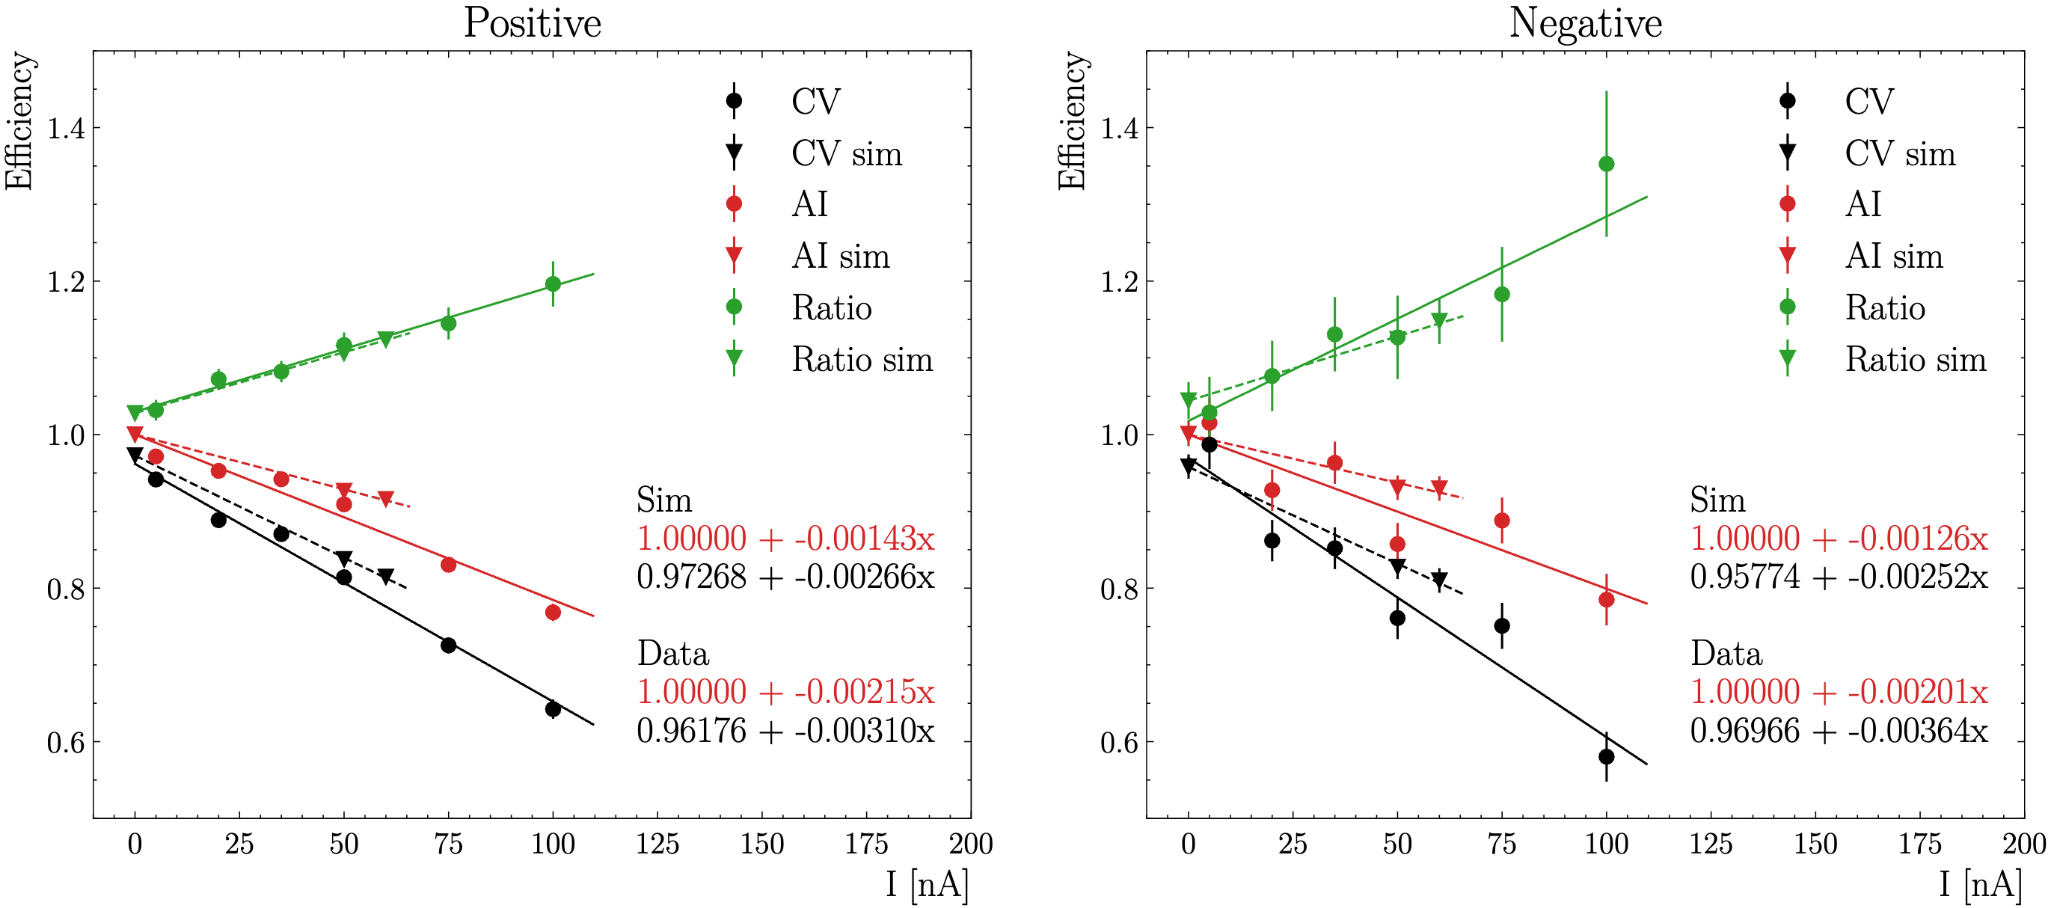 Positive
Efficiency
1.4
1.2
1.0
0.8
0.6
CV
CV sim
AI
AI sim
Ratio
Ratio sim
Sim
1.00000 + -0.00143x
0.97268 + -0.00266x
Data
1.00000 + -0.00215x
0.96176 + -0.00310x
0 25 50 75 100 125 150 175 200
I [nA]
Negative
Efficiency
1.4
1.2
1.0
0.8
0.6
CV
CV sim
AI
AI sim
Ratio
Ratio sim
Sim
1.00000 + -0.00126x
0.95774 + -0.00252x
Data
1.00000 + -0.00201x
0.96966 + -0.00364x
0 25 50 75 100 125 150 175 200
I [nA]